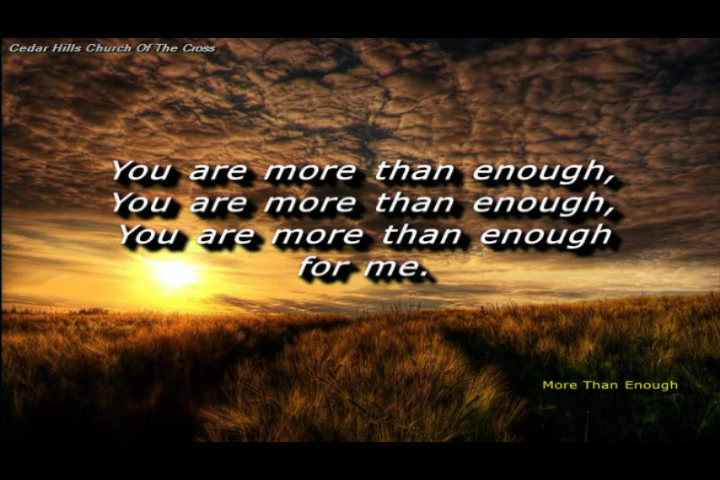 Cedar Hills Church Of The Cross
You are more than enough,
You are more than enough,
You are more than enough
for me.
More Than Enough